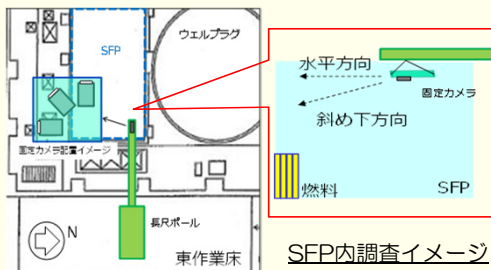 SFP
ウェルプラグ
固定カメラ配置イメージ
長尺ポール
N
東作業床
水平方向
固定カメラ
斜め下方向
燃料
SFP
SFP内調査イメージ